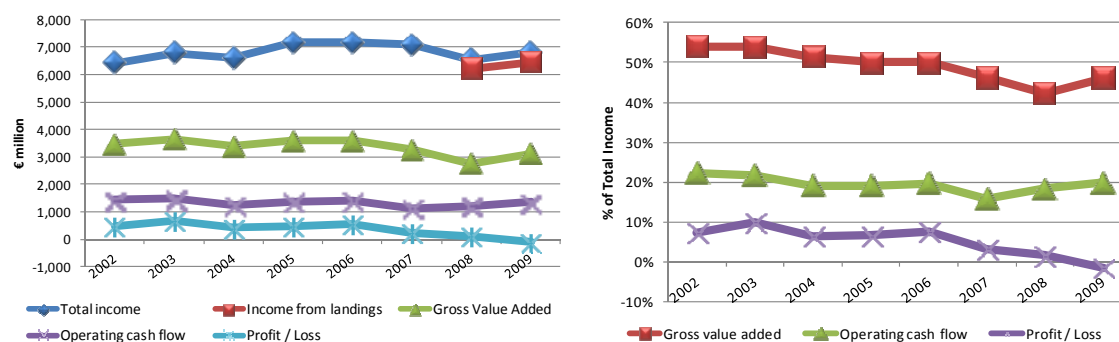 8,000
7,000
6,000
5,000
4,000
3,000
2,000
1,000
0
-1,000
€ million
2002 2003 2004 2005 2006 2007 2008 2009
Total income Income from landings Gross Value Added
Operating cash flow Profit / Loss
60%
50%
40%
30%
20%
10%
0%
-10%
% of Total Income
2002 2003 2004 2005 2006 2007 2008 2009
Gross value added Operating cash flow Profit / Loss